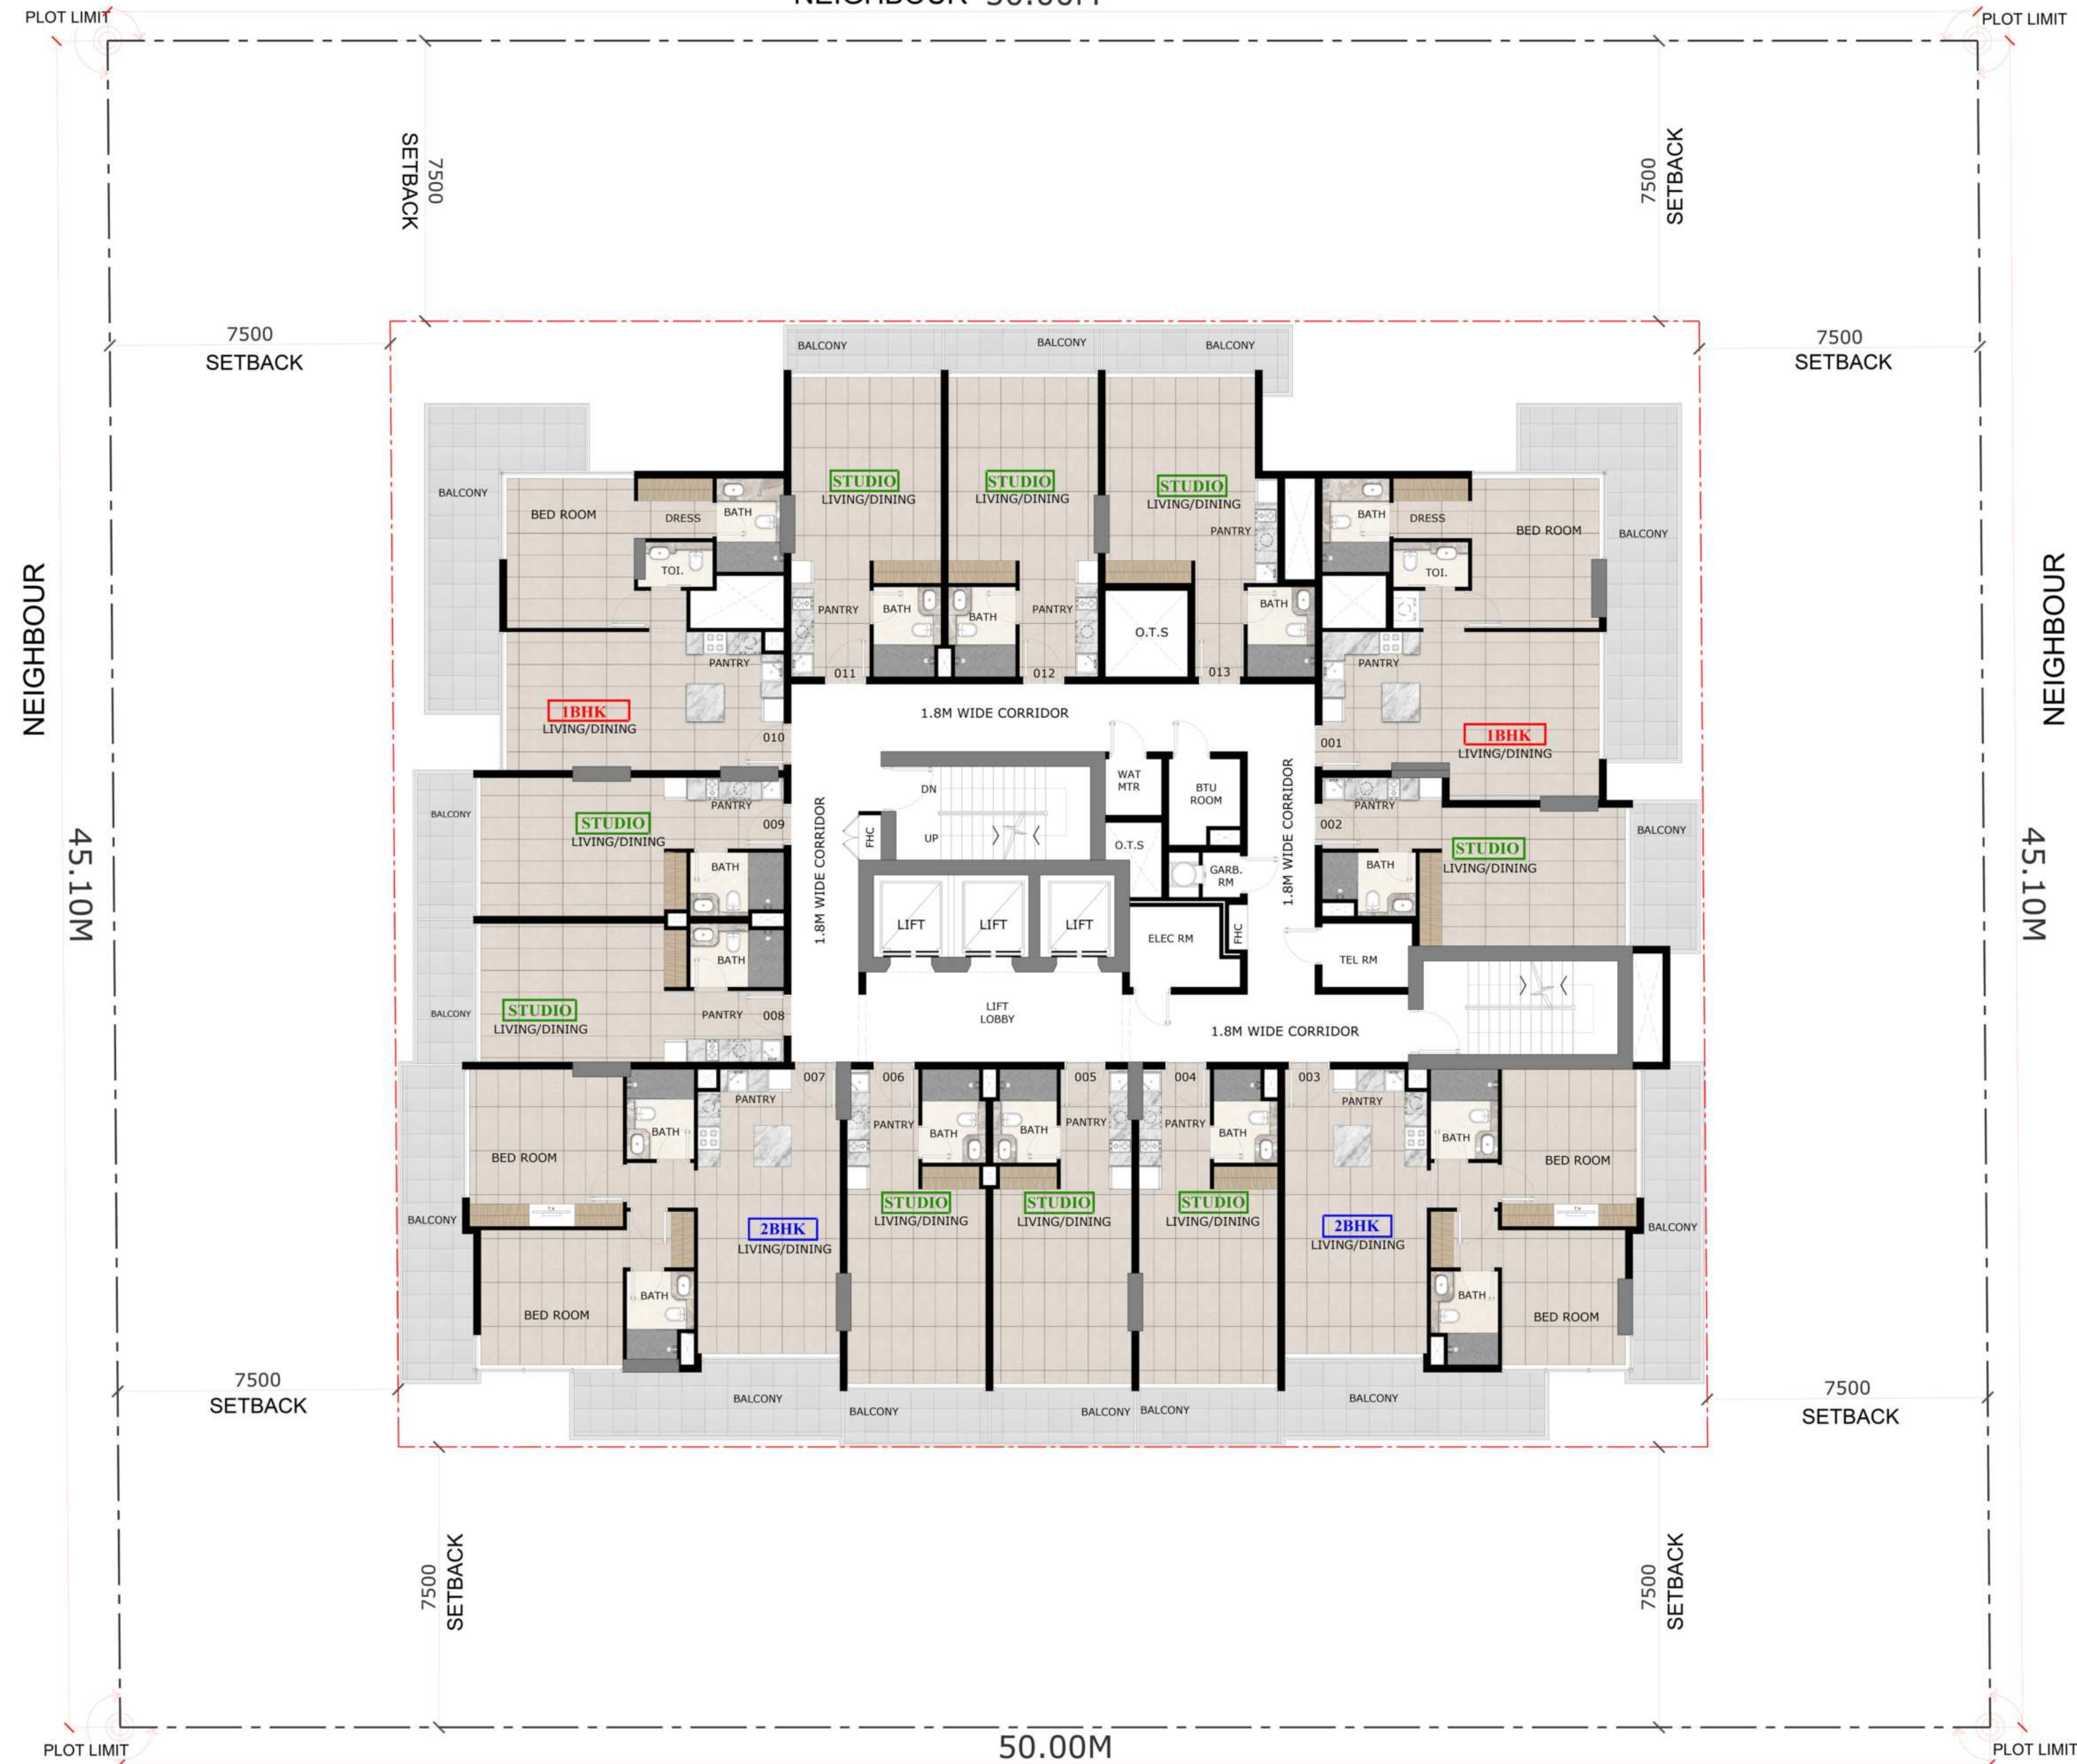 NEIGHBOUR 50.00M
PLOT LIMIT
PLOT LIMIT
7500
SETBACK
7500
SETBACK
7500
SETBACK
7500
SETBACK
BALCONY
BALCONY
BALCONY
BALCONY
BED ROOM
DRESS
BATH
TOI.
STUDIO
LIVING/DINING
STUDIO
LIVING/DINING
STUDIO
LIVING/DINING
PANTRY
BATH
DRESS
BED ROOM
BALCONY
TOI.
PANTRY
BATH
BATH
PANTRY
O.T.S
BATH
011
012
013
NEIGHBOUR
NEIGHBOUR
PANTRY
1BHK
LIVING/DINING
010
1.8M WIDE CORRIDOR
PANTRY
001
1BHK
LIVING/DINING
WAT
MTR
BTU
ROOM
DN
UP
FHC
O.T.S
GARB.
RM
1.8M WIDE CORRIDOR
1.8M WIDE CORRIDOR
BALCONY
STUDIO
LIVING/DINING
PANTRY
009
BATH
PANTRY
002
BATH
STUDIO
LIVING/DINING
BALCONY
45.10M
45.10M
LIFT
LIFT
LIFT
ELEC RM
FHC
TEL RM
BATH
BALCONY
STUDIO
LIVING/DINING
PANTRY
008
LIFT
LOBBY
1.8M WIDE CORRIDOR
007
006
005
004
003
PANTRY
BATH
BED ROOM
PANTRY
BATH
BATH
PANTRY
PANTRY
BATH
PANTRY
BATH
BED ROOM
T.V
T.V
BALCONY
2BHK
LIVING/DINING
STUDIO
LIVING/DINING
STUDIO
LIVING/DINING
STUDIO
LIVING/DINING
2BHK
LIVING/DINING
BALCONY
BED ROOM
BATH
BATH
BED ROOM
BALCONY
BALCONY
BALCONY
BALCONY
BALCONY
7500
SETBACK
7500
SETBACK
7500
SETBACK
7500
SETBACK
PLOT LIMIT
50.00M
PLOT LIMIT